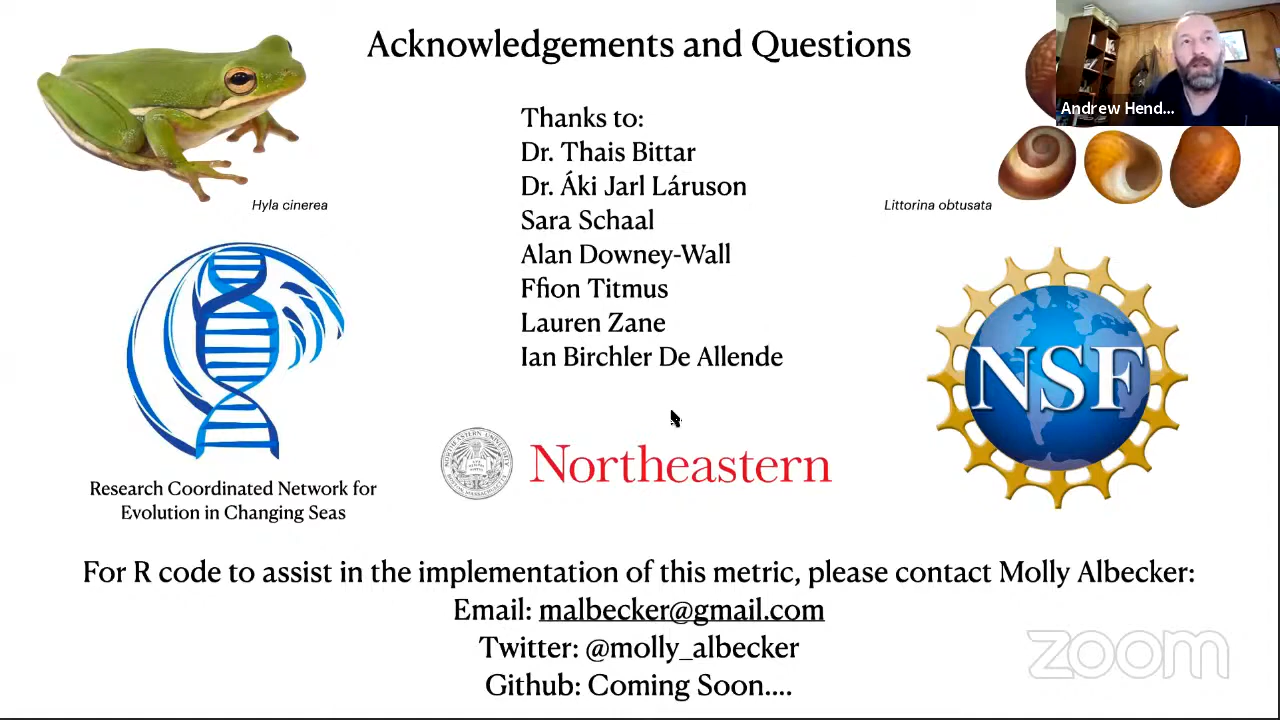 Acknowledgements and Questions
Andrew Hend...
Thanks to:
Dr. Thais Bittar
Dr. Áki Jarl Láruson
Sara Schaal
Alan Downey-Wall
Ffion Titmus
Lauren Zane
Ian Birchler De Allende
Hyla cinerea
Littorina obtusata
NSF
Northeastern
Research Coordinated Network for
Evolution in Changing Seas
For R code to assist in the implementation of this metric, please contact Molly Albecker:
Email: malbecker@gmail.com
Twitter: @molly_albecker
Github: Coming Soon....
zoom